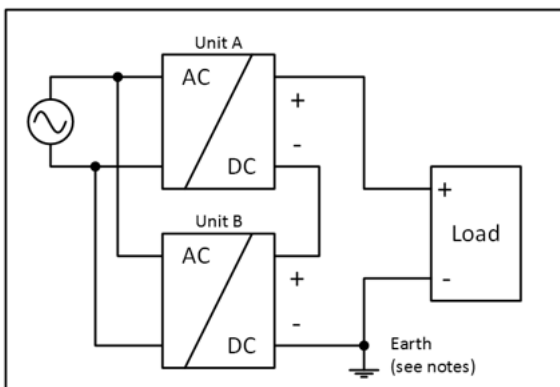 Unit A
AC
+
-
DC
Unit B
AC
+
-
DC
+
Load
-
Earth
(see notes)